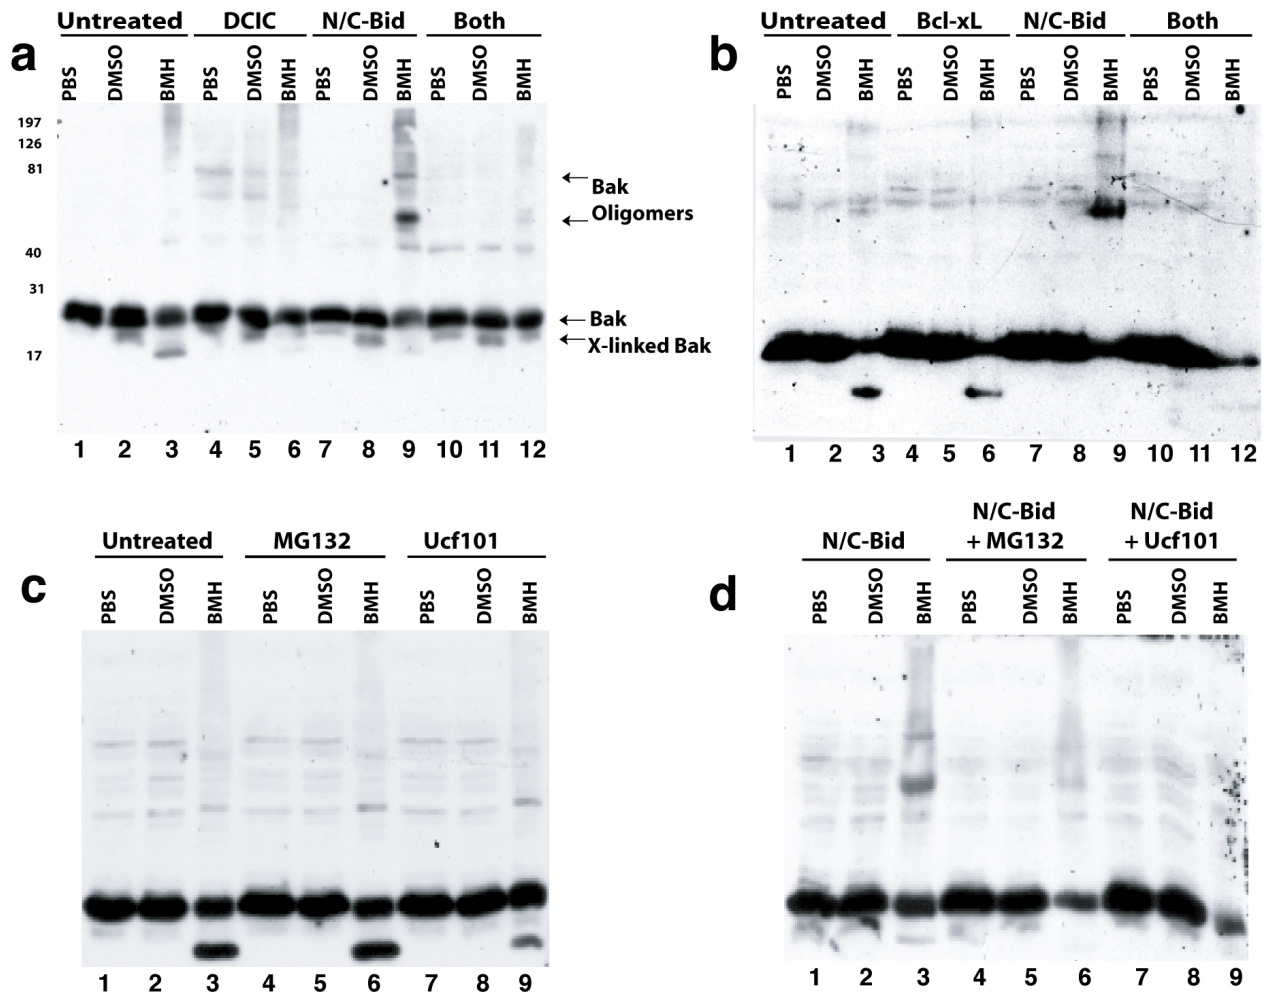 a
Untreated DCIC N/C-Bid Both
PBS DMSO BMH PBS DMSO BMH PBS DMSO BMH PBS DMSO BMH
197
126
81
40
31
17
Bak
Oligomers
Bak
X-linked Bak
1 2 3 4 5 6 7 8 9 10 11 12
b
Untreated Bcl-xL N/C-Bid Both
PBS DMSO BMH PBS DMSO BMH PBS DMSO BMH PBS DMSO BMH
1 2 3 4 5 6 7 8 9 10 11 12
c
Untreated MG132 Ucf101
PBS DMSO BMH PBS DMSO BMH PBS DMSO BMH
1 2 3 4 5 6 7 8 9
d
N/C-Bid N/C-Bid N/C-Bid
+ MG132 + Ucf101
PBS DMSO BMH PBS DMSO BMH PBS DMSO BMH
1 2 3 4 5 6 7 8 9